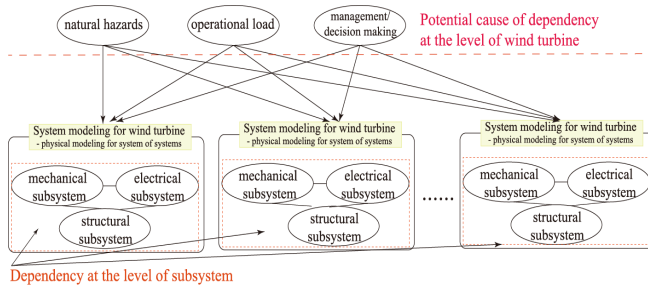 natural hazards
operational load
management/
decision making
Potential cause of dependency
at the level of wind turbine
System modeling for wind turbine
- physical modeling for system of systems
mechanical
subsystem
electrical
subsystem
structural
subsystem
System modeling for wind turbine
- physical modeling for system of systems
mechanical
subsystem
electrical
subsystem
structural
subsystem
......
System modeling for wind turbine
- physical modeling for system of systems
mechanical
subsystem
electrical
subsystem
structural
subsystem
Dependency at the level of subsystem